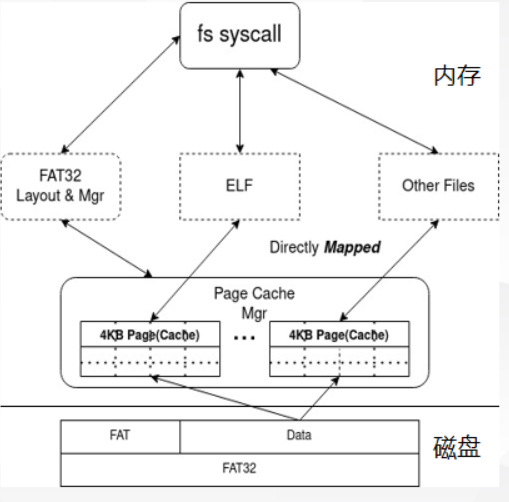 fs syscall
内存
FAT32
Layout & Mgr
ELF
Other Files
Directly Mapped
Page Cache
Mgr
4KB Page(Cache)
...
4KB Page(Cache)
FAT
Data
磁盘
FAT32